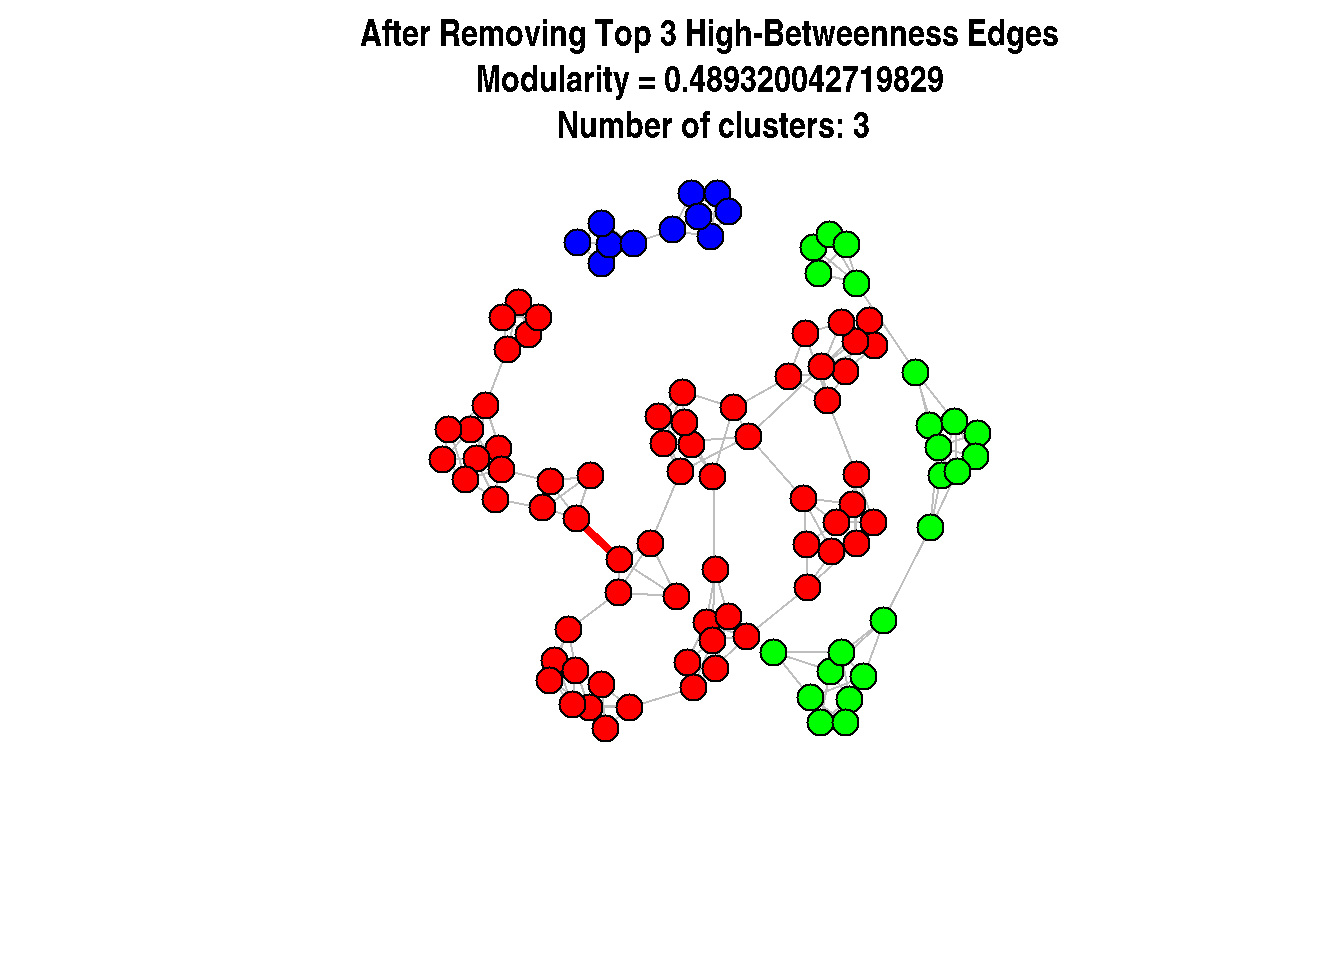 After Removing Top 3 High-Betweenness Edges
Modularity = 0.489320042719829
Number of clusters: 3